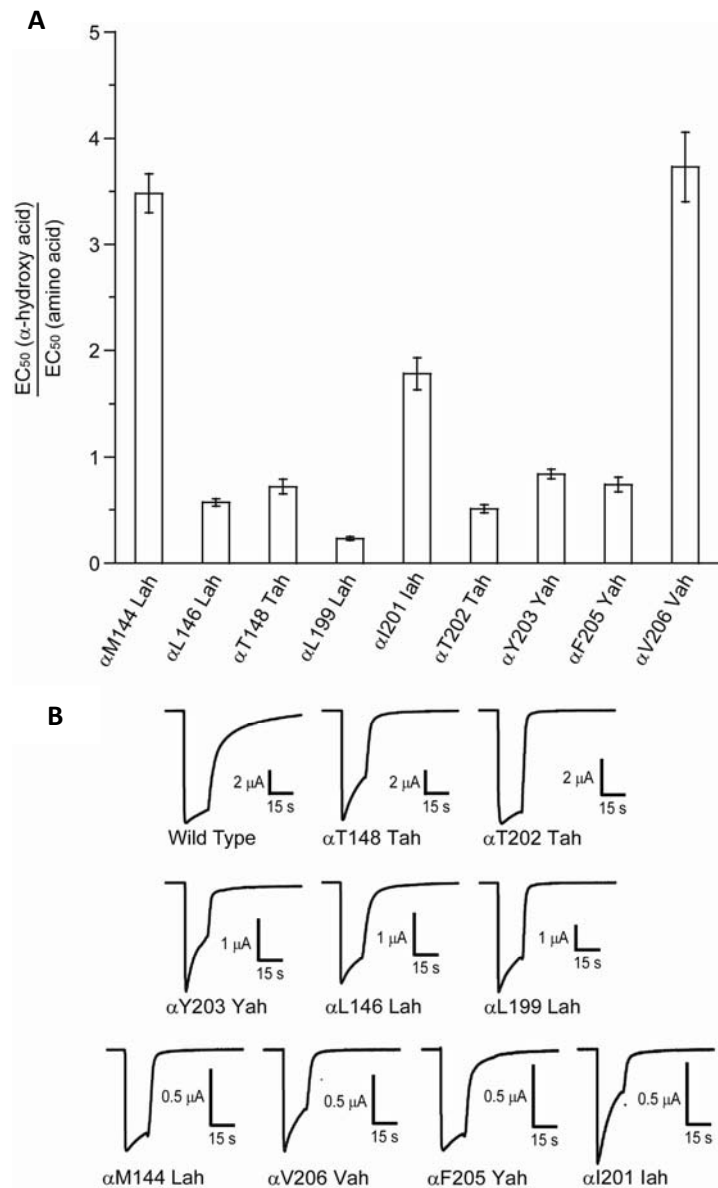 A
5
4
3
2
1
0
EC50 (α-hydroxy acid)
EC50 (amino acid)
αM144 Lah
αL146 Lah
αT148 Tah
αL199 Lah
αI201 Iah
αT202 Tah
αY203 Yah
αF205 Yah
αV206 Vah
B
2 μA
15 s
Wild Type
2 μA
15 s
αT148 Tah
2 μA
15 s
αT202 Tah
1 μA
15 s
αY203 Yah
1 μA
15 s
αL146 Lah
1 μA
15 s
αL199 Lah
0.5 μA
15 s
αM144 Lah
0.5 μA
15 s
αV206 Vah
0.5 μA
15 s
αF205 Yah
0.5 μA
15 s
αI201 Iah